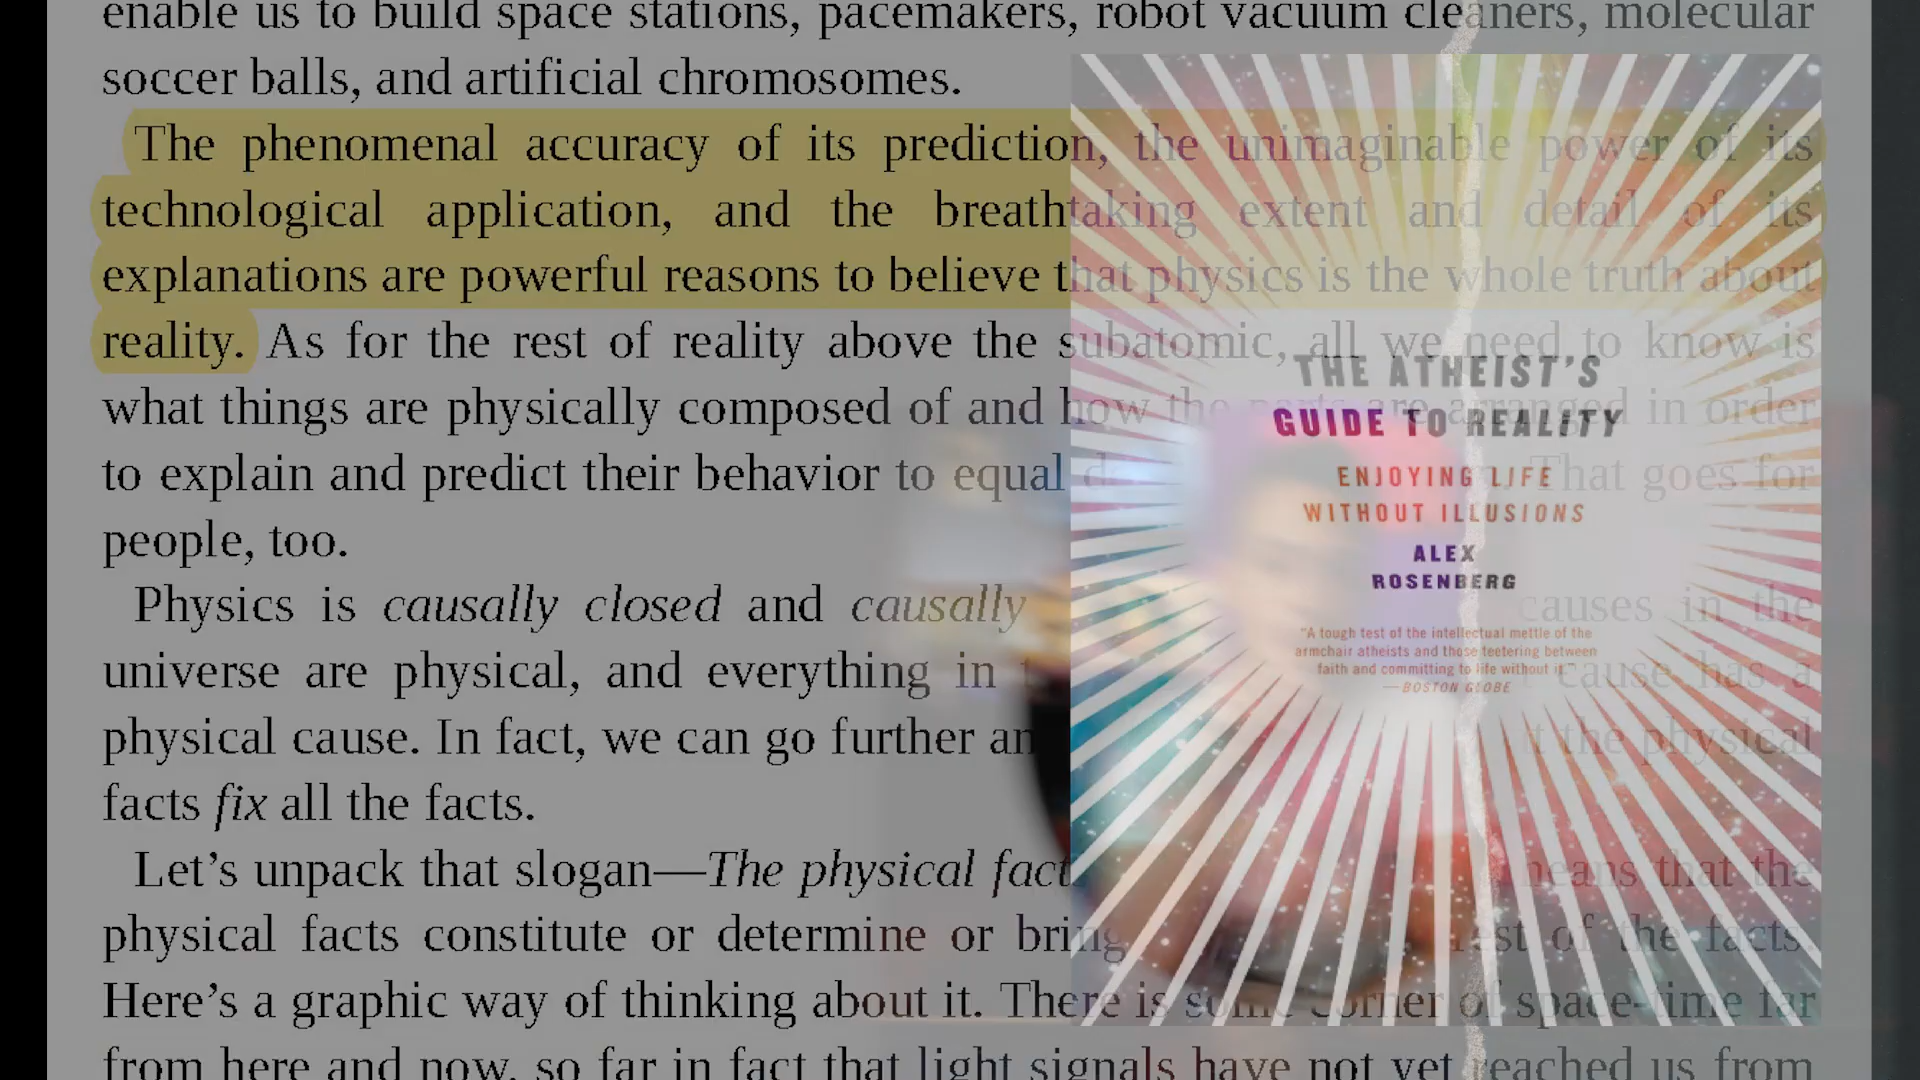 enable us to build space stations, pacemakers, robot vacuum cleaners, molecular
soccer balls, and artificial chromosomes.
The phenomenal accuracy of its prediction, the unimaginable power of its
technological application, and the breathtaking extent and detail of its
explanations are powerful reasons to believe that physics is the whole truth about
reality. As for the rest of reality above the subatomic, all we need to know is
what things are physically composed of and how the parts are arranged in order
to explain and predict their behavior to equal That goes for
people, too.
Physics is causally closed and causally causes in the
universe are physical, and everything in cause has a
physical cause. In fact, we can go further the physical
facts fix all the facts.
Let’s unpack that slogan—The physical means that the
physical facts constitute or determine or bring rest of the facts.
Here’s a graphic way of thinking about it. There is some corner of space-time far
from here and now, so far in fact that light signals have not yet reached us from
THE ATHEIST'S
GUIDE TO REALITY
ENJOYING LIFE
WITHOUT ILLUSIONS
ALEX
ROSENBERG
"A tough test of the intellectual mettle of the
armchair atheists and those teetering between
faith and committing to life without it"
—BOSTON GLOBE